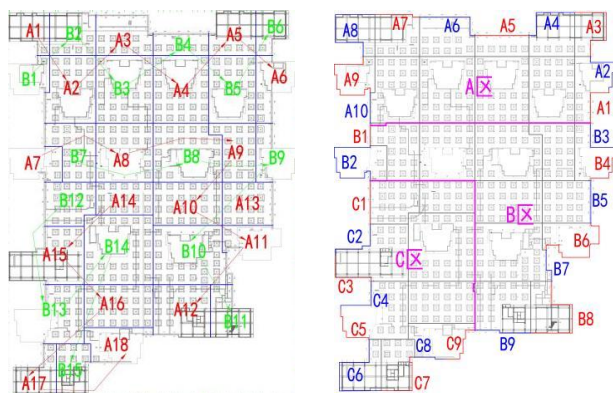 A1 B2 A3 B4 A5 B6
B1 A2 B3 A4 B5 A6
A7 B7 A8 B8 A9 B9
B12 A14 A10 A13
A15 B14 B10 A11
B13 A16 A12 B11
A18
A17 B15
A8 A7 A6 A5 A4 A3
A9 A A2
A10 A1
B1 B3
B2 B4
C1 B B5
C2 C B6
C3 C4 B7
C5 C8 C9 B9 B8
C6 C7